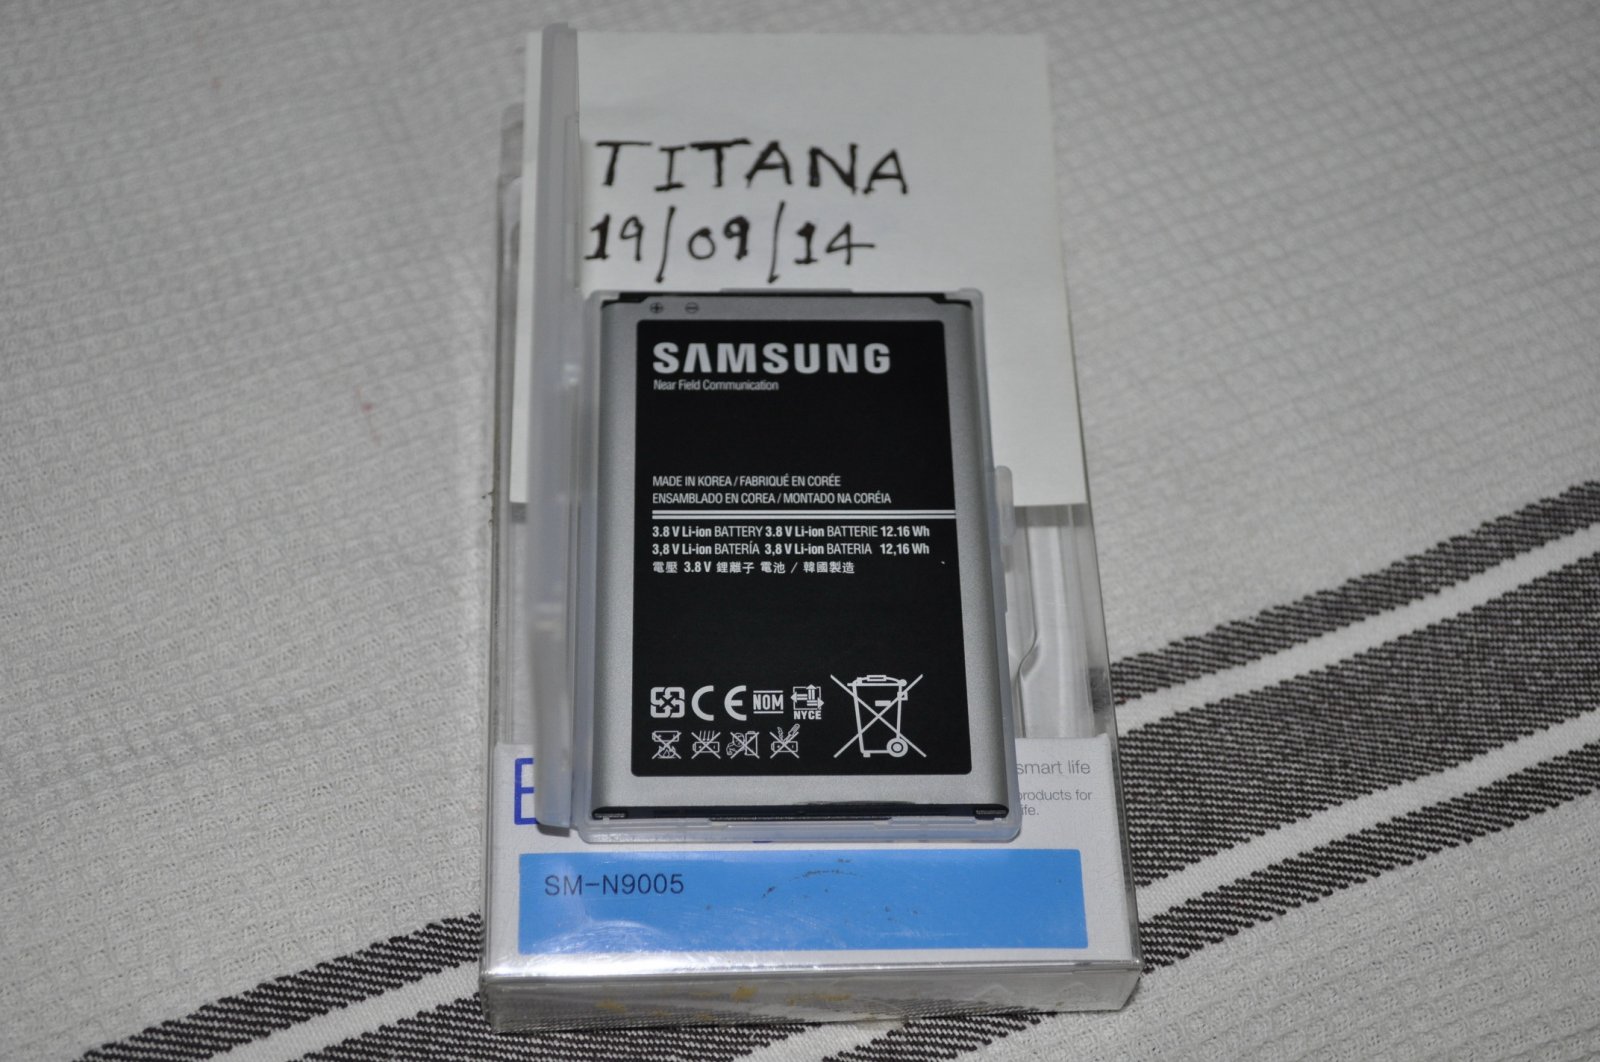 TITANA
19/09/14
SAMSUNG
Near Field Communication
MADE IN KOREA / FABRIQUÉ EN CORÉE
ENSAMBLADO EN COREA / MONTADO NA CORÉIA
3.8 V Li-ion BATTERY 3.8 V Li-ion BATTERIE 12.16 Wh
3,8 V Li-ion BATERÍA 3,8 V Li-ion BATERIA 12,16 Wh
電壓 3.8 V 鋰離子 電池 / 韓國製造
CE NOM NYCE
smart life
products for
life.
SM-N9005